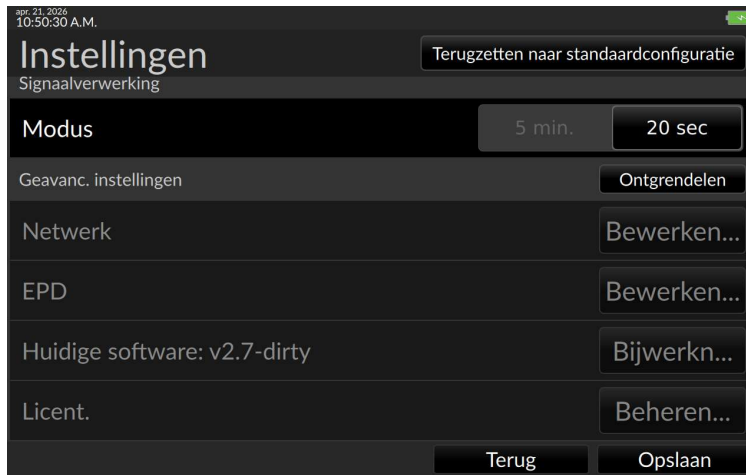 apr. 21, 2026
10:50:30 A.M.
Instellingen
Terugzetten naar standaardconfiguratie
Signaalverwerking
Modus
5 min.
20 sec
Geavanc. instellingen
Ontgrendelen
Netwerk
Bewerken...
EPD
Bewerken...
Huidige software: v2.7-dirty
Bijwerkn...
Licent.
Beheren...
Terug
Opslaan